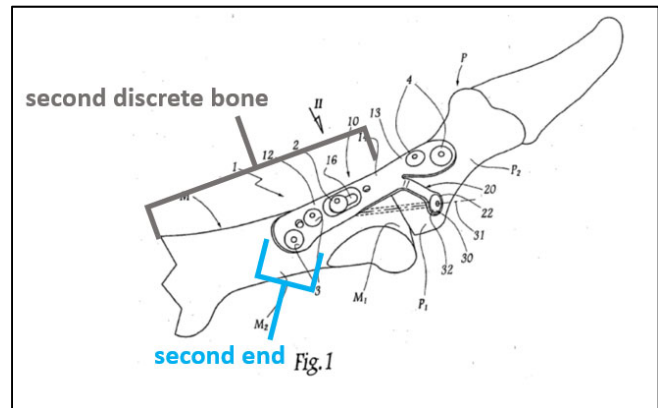 second discrete bone
II
10
2
12
1
M
16
1
13
4
P
P₂
20
22
31
30
32
P₁
M₁
3
M₂
second end
Fig.1